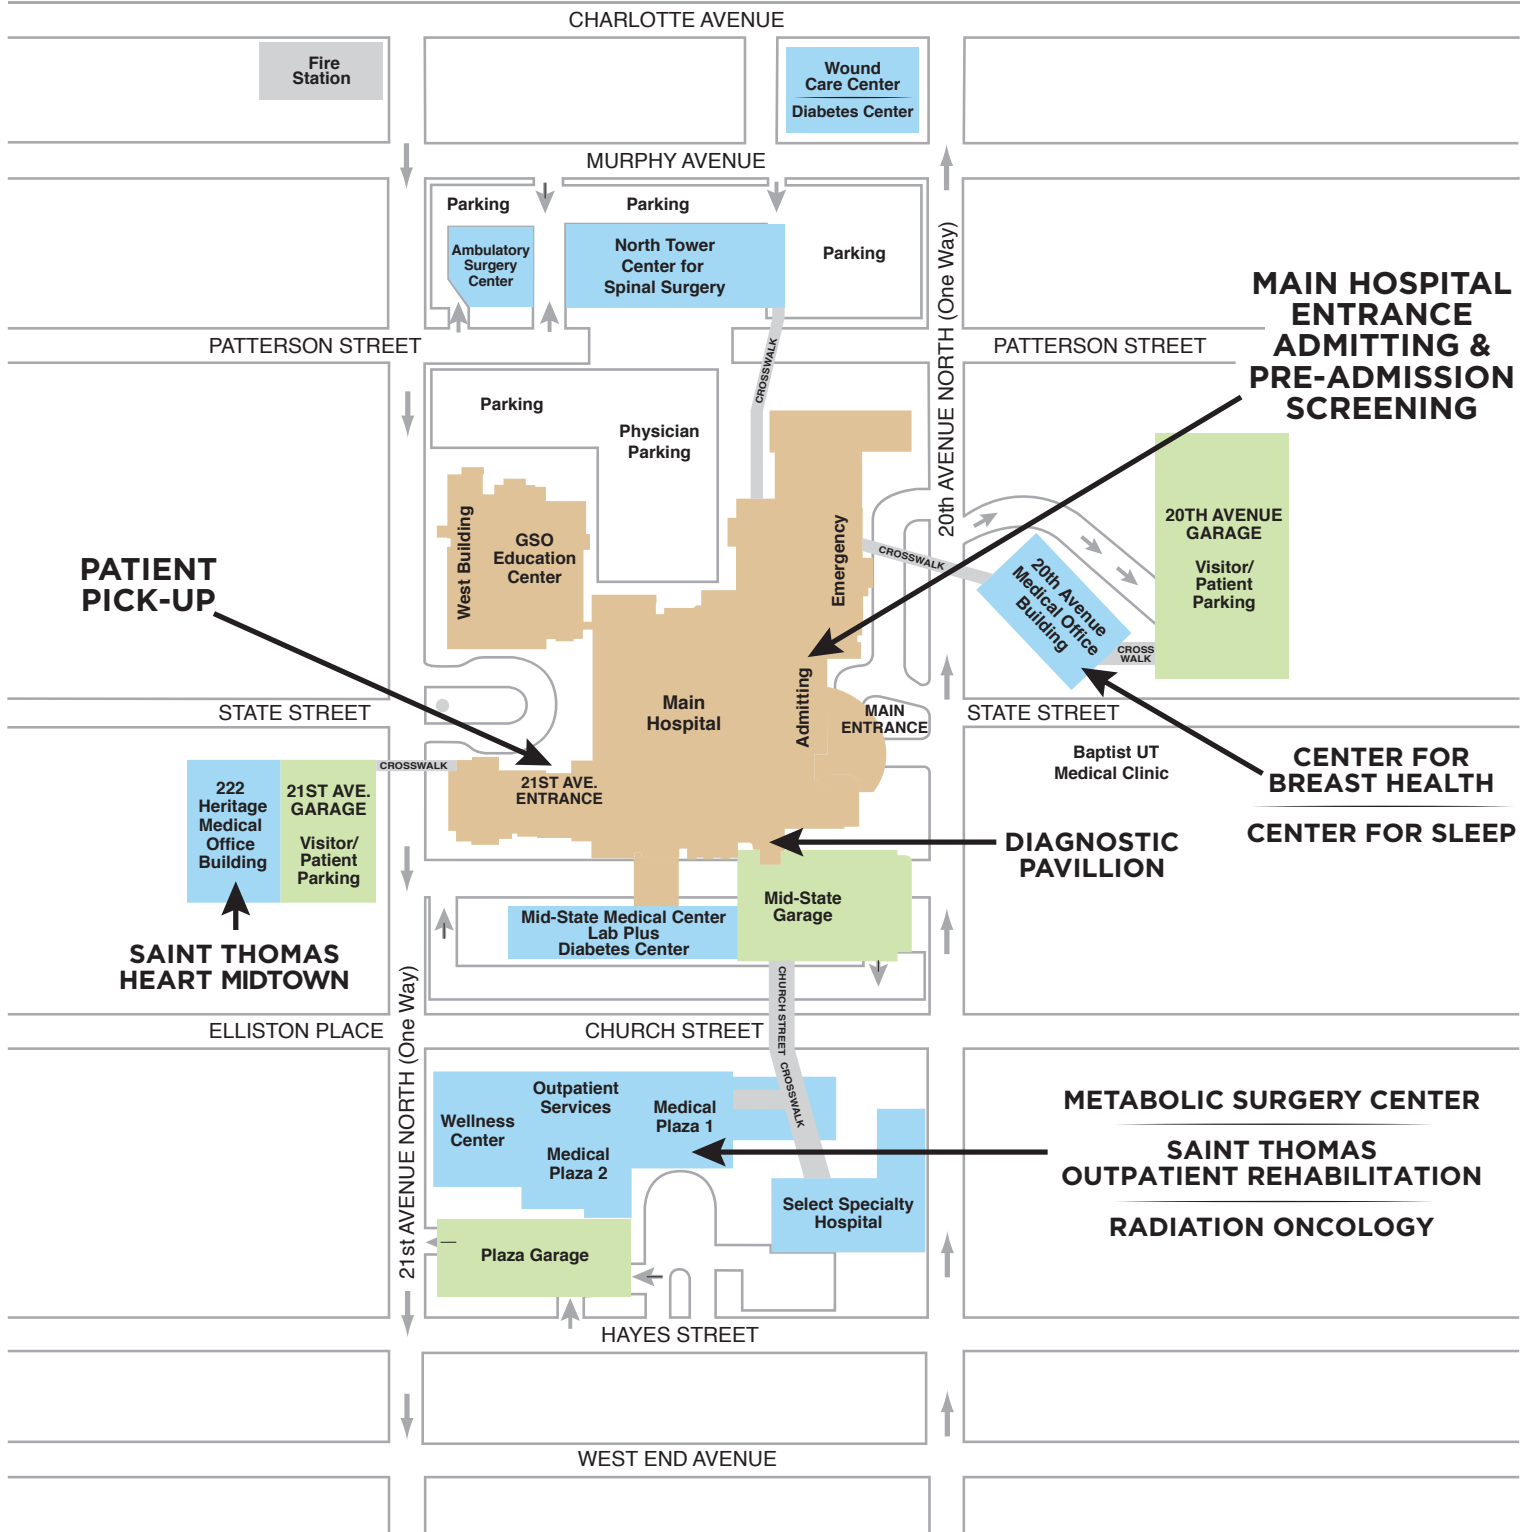 CHARLOTTE AVENUE
Fire
Station
Wound
Care Center
Diabetes Center
MURPHY AVENUE
Parking
Parking
Parking
Ambulatory
Surgery
Center
North Tower
Center for
Spinal Surgery
20th AVENUE NORTH (One Way)
MAIN HOSPITAL
ENTRANCE
ADMITTING &
PRE-ADMISSION
SCREENING
PATTERSON STREET
PATTERSON STREET
CROSSWALK
Parking
Physician
Parking
West Building
GSO
Education
Center
Emergency
CROSSWALK
20th Avenue
Medical Office
Building
20TH AVENUE
GARAGE
Visitor/
Patient
Parking
CROSS
WALK
PATIENT
PICK-UP
Main
Hospital
Admitting
MAIN
ENTRANCE
STATE STREET
STATE STREET
Baptist UT
Medical Clinic
CENTER FOR
BREAST HEALTH
CENTER FOR SLEEP
CROSSWALK
21ST AVE.
ENTRANCE
222
Heritage
Medical
Office
Building
21ST AVE.
GARAGE
Visitor/
Patient
Parking
DIAGNOSTIC
PAVILLION
SAINT THOMAS
HEART MIDTOWN
Mid-State Medical Center
Lab Plus
Diabetes Center
Mid-State
Garage
21st AVENUE NORTH (One Way)
CHURCH STREET CROSSWALK
ELLISTON PLACE
CHURCH STREET
Wellness
Center
Outpatient
Services
Medical
Plaza 1
Medical
Plaza 2
METABOLIC SURGERY CENTER
SAINT THOMAS
OUTPATIENT REHABILITATION
RADIATION ONCOLOGY
Select Specialty
Hospital
Plaza Garage
HAYES STREET
WEST END AVENUE